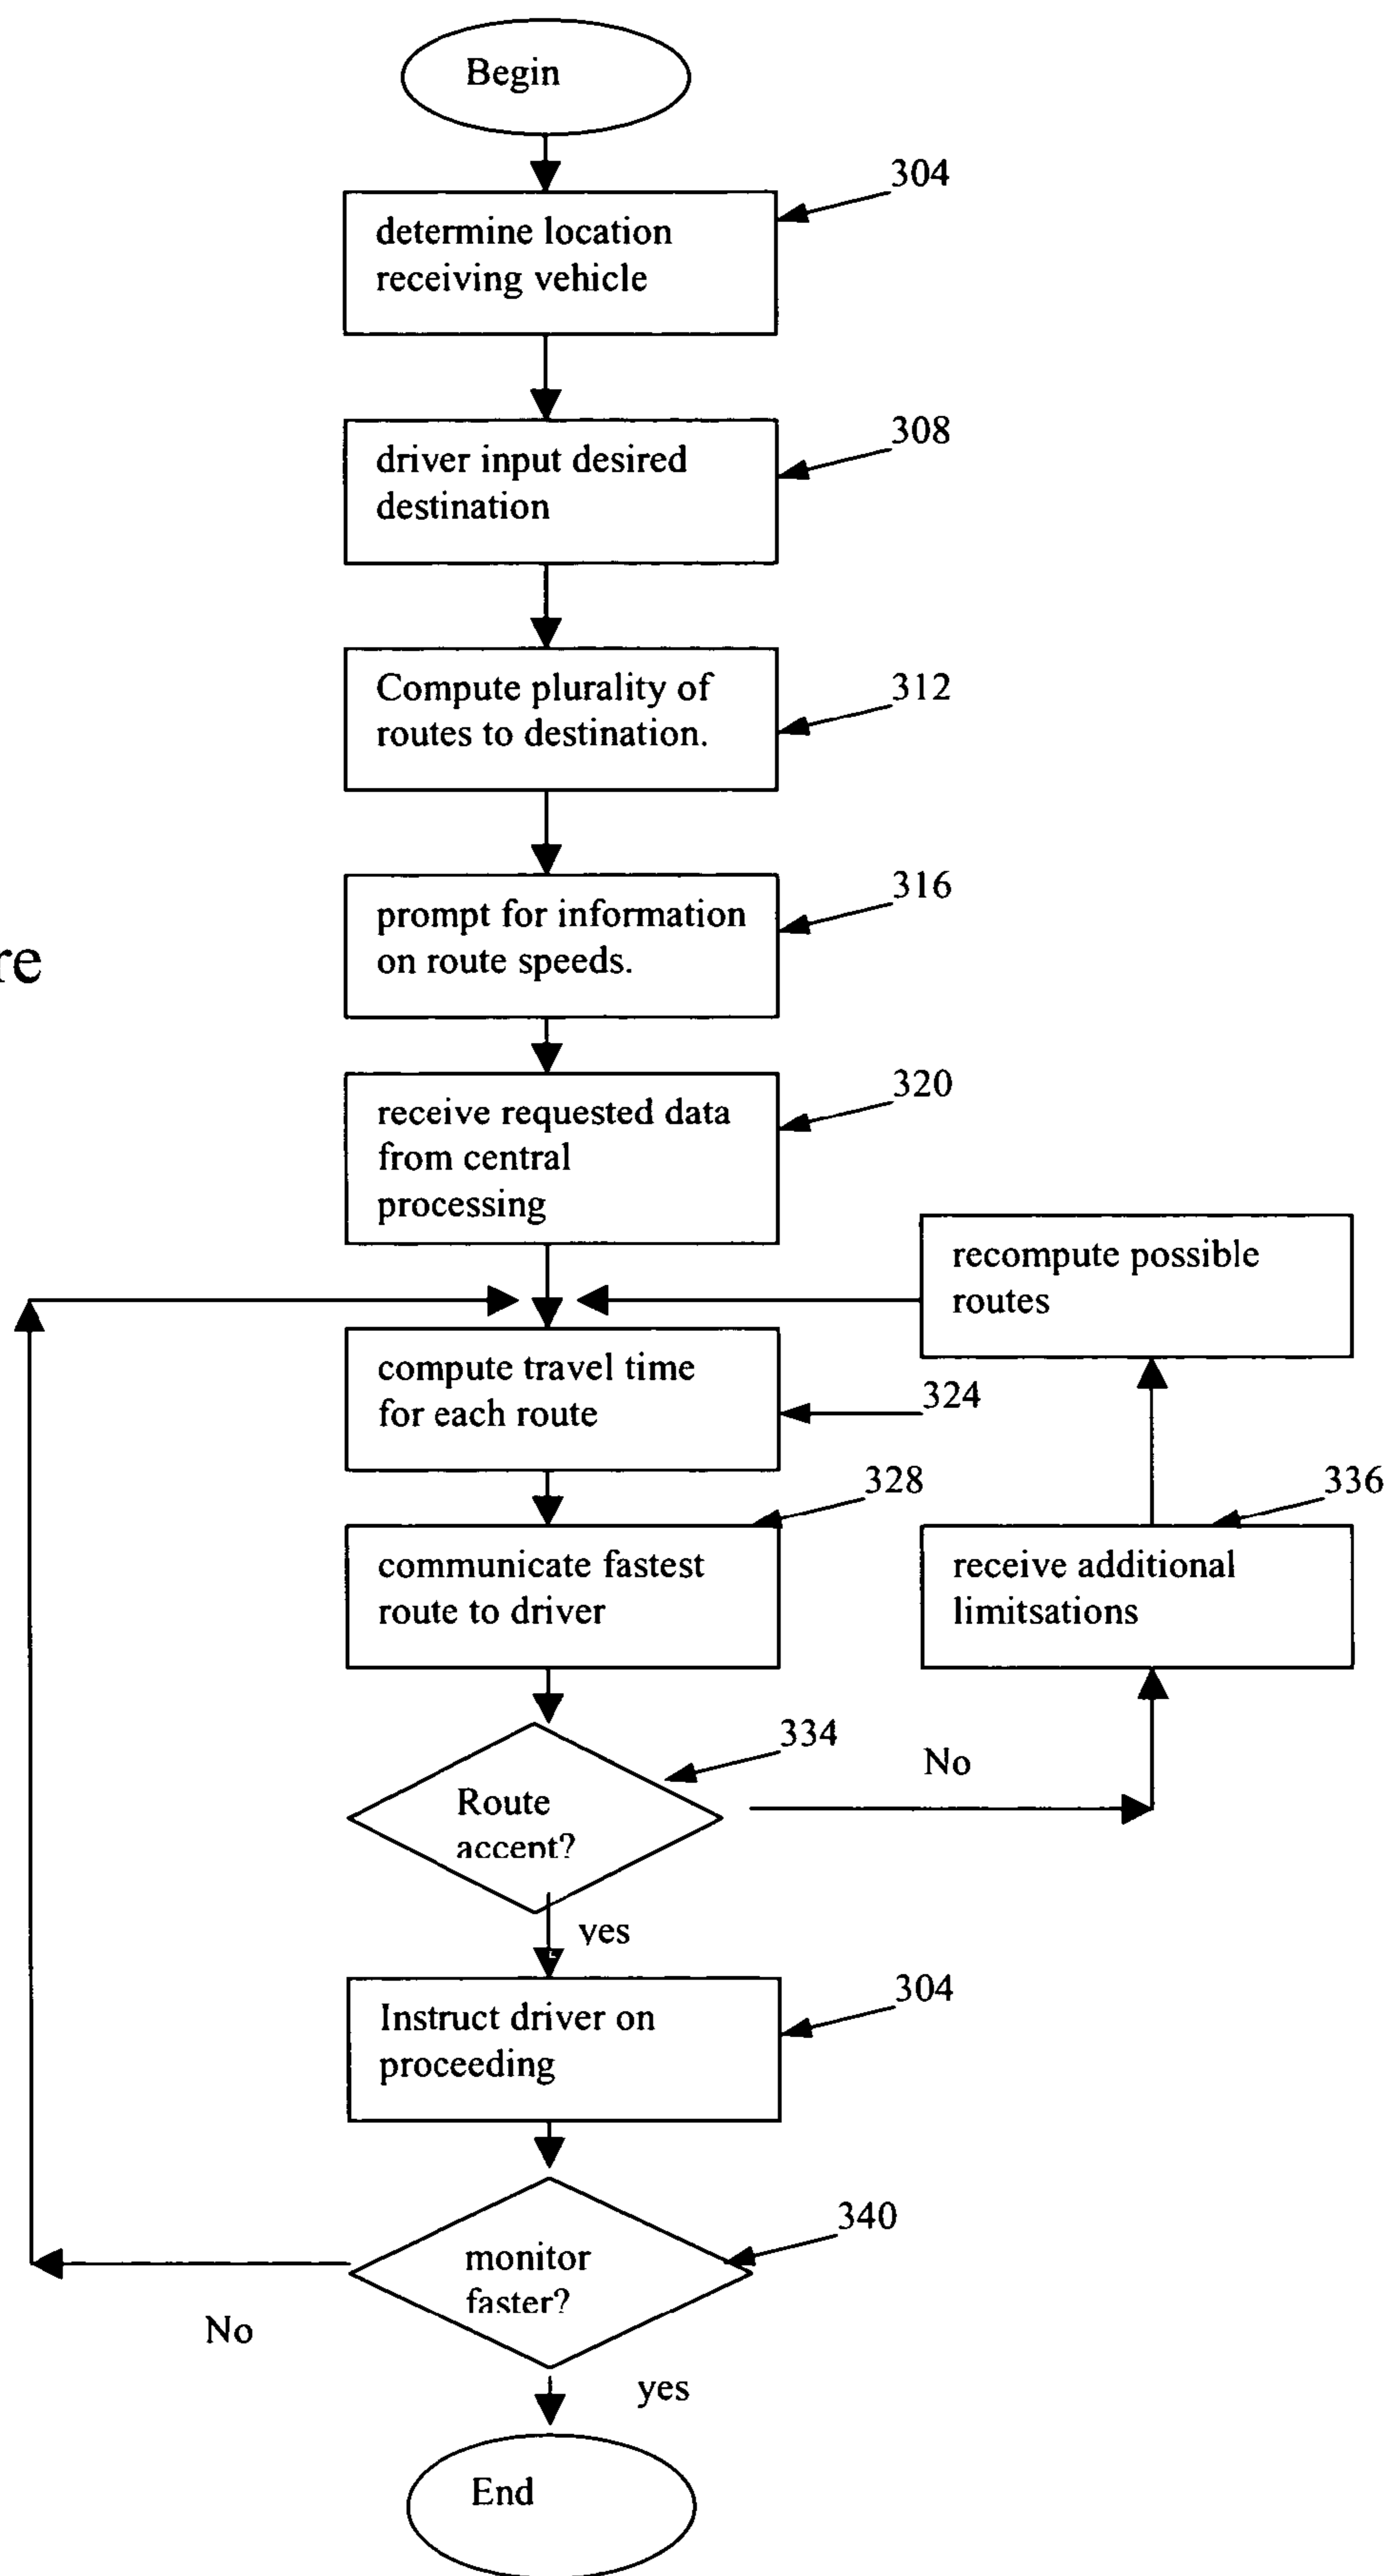 Begin
304
determine location
receiving vehicle
308
driver input desired
destination
312
Compute plurality of
routes to destination.
316
prompt for information
on route speeds.
re
320
receive requested data
from central
processing
recompute possible
routes
compute travel time
for each route
324
328
336
communicate fastest
route to driver
receive additional
limitsations
334
No
Route
accent?
yes
304
Instruct driver on
proceeding
340
monitor
faster?
No
yes
End